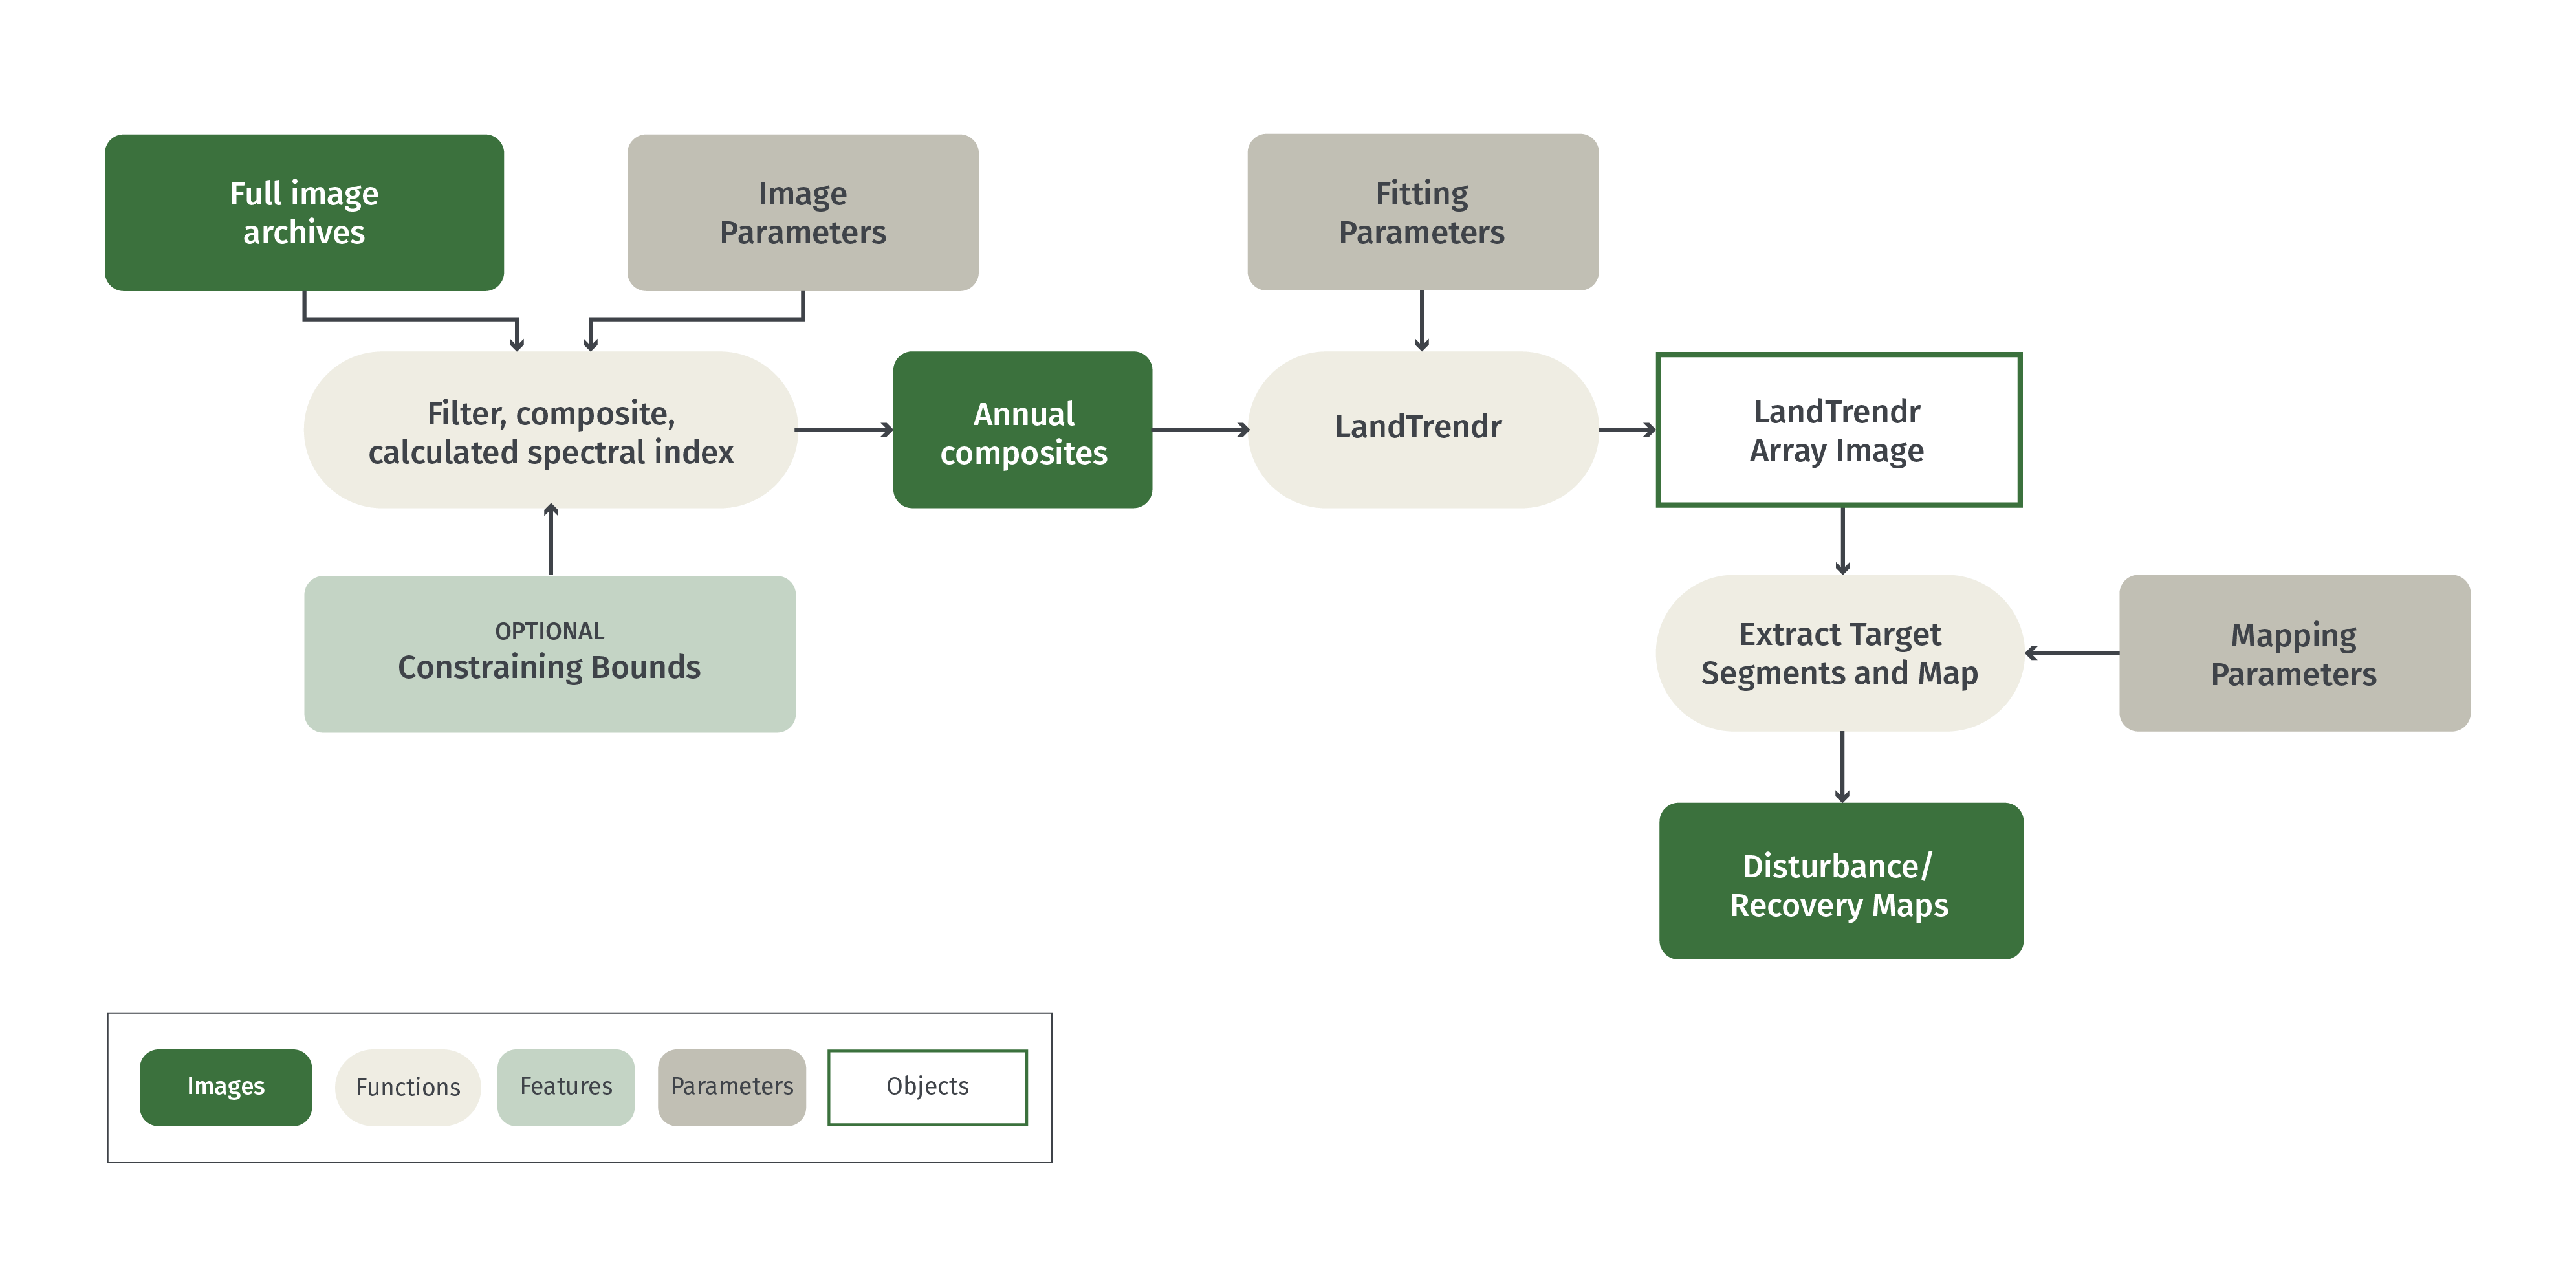 Full image
archives
Image
Parameters
Fitting
Parameters
Filter, composite,
calculated spectral index
Annual
composites
LandTrendr
LandTrendr
Array Image
OPTIONAL
Constraining Bounds
Extract Target
Segments and Map
Mapping
Parameters
Disturbance/
Recovery Maps
Images
Functions
Features
Parameters
Objects